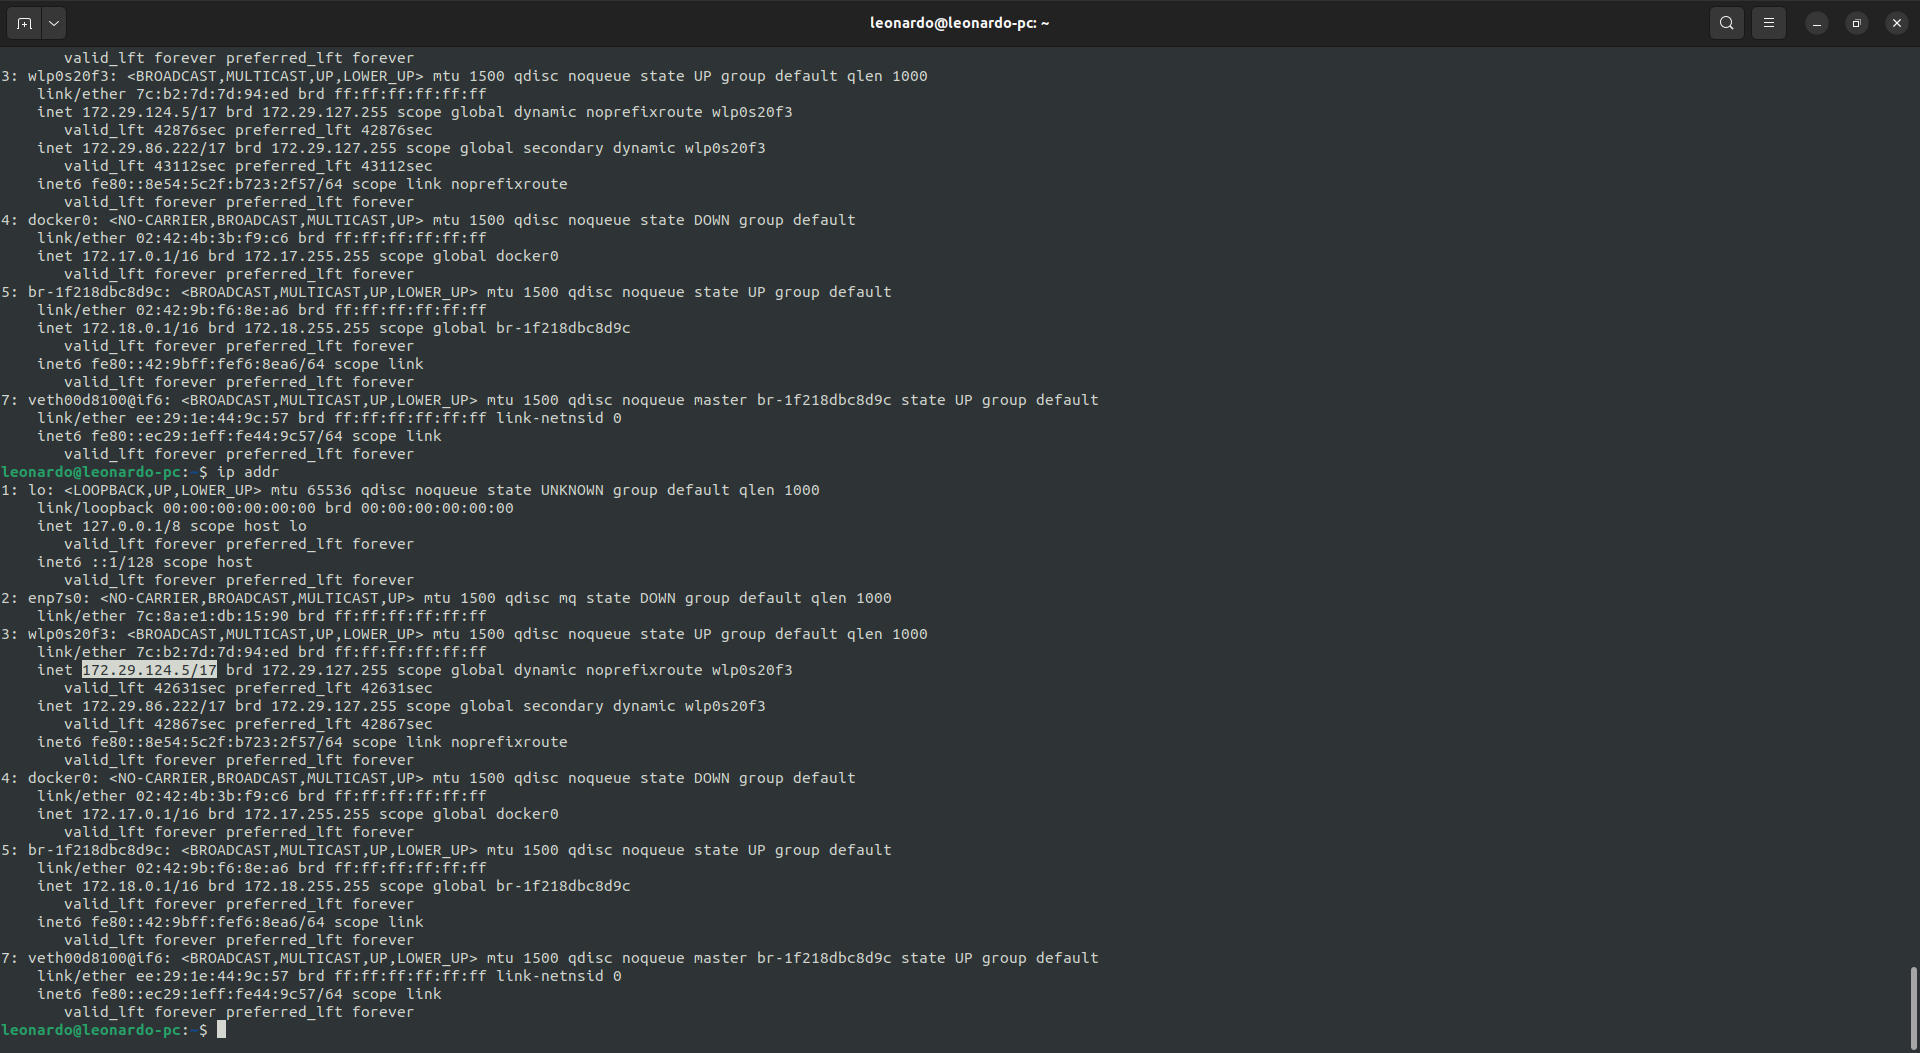 leonardo@leonardo-pc: ~
valid_lft forever preferred_lft forever
3: wlp0s20f3: <BROADCAST,MULTICAST,UP,LOWER_UP> mtu 1500 qdisc noqueue state UP group default qlen 1000
link/ether 7c:b2:7d:7d:94:ed brd ff:ff:ff:ff:ff:ff
inet 172.29.124.5/17 brd 172.29.127.255 scope global dynamic noprefixroute wlp0s20f3
valid_lft 42876sec preferred_lft 42876sec
inet 172.29.86.222/17 brd 172.29.127.255 scope global secondary dynamic wlp0s20f3
valid_lft 43112sec preferred_lft 43112sec
inet6 fe80::8e54:5c2f:b723:2f57/64 scope link noprefixroute
valid_lft forever preferred_lft forever
4: docker0: <NO-CARRIER,BROADCAST,MULTICAST,UP> mtu 1500 qdisc noqueue state DOWN group default
link/ether 02:42:4b:3b:f9:c6 brd ff:ff:ff:ff:ff:ff
inet 172.17.0.1/16 brd 172.17.255.255 scope global docker0
valid_lft forever preferred_lft forever
5: br-1f218dbc8d9c: <BROADCAST,MULTICAST,UP,LOWER_UP> mtu 1500 qdisc noqueue state UP group default
link/ether 02:42:9b:f6:8e:a6 brd ff:ff:ff:ff:ff:ff
inet 172.18.0.1/16 brd 172.18.255.255 scope global br-1f218dbc8d9c
valid_lft forever preferred_lft forever
inet6 fe80::42:9bff:fef6:8ea6/64 scope link
valid_lft forever preferred_lft forever
7: veth00d8100@if6: <BROADCAST,MULTICAST,UP,LOWER_UP> mtu 1500 qdisc noqueue master br-1f218dbc8d9c state UP group default
link/ether ee:29:1e:44:9c:57 brd ff:ff:ff:ff:ff:ff link-netnsid 0
inet6 fe80::ec29:1eff:fe44:9c57/64 scope link
valid_lft forever preferred_lft forever
leonardo@leonardo-pc:~$ ip addr
1: lo: <LOOPBACK,UP,LOWER_UP> mtu 65536 qdisc noqueue state UNKNOWN group default qlen 1000
link/loopback 00:00:00:00:00:00 brd 00:00:00:00:00:00
inet 127.0.0.1/8 scope host lo
valid_lft forever preferred_lft forever
inet6 ::1/128 scope host
valid_lft forever preferred_lft forever
2: enp7s0: <NO-CARRIER,BROADCAST,MULTICAST,UP> mtu 1500 qdisc mq state DOWN group default qlen 1000
link/ether 7c:8a:e1:db:15:90 brd ff:ff:ff:ff:ff:ff
3: wlp0s20f3: <BROADCAST,MULTICAST,UP,LOWER_UP> mtu 1500 qdisc noqueue state UP group default qlen 1000
link/ether 7c:b2:7d:7d:94:ed brd ff:ff:ff:ff:ff:ff
inet 172.29.124.5/17 brd 172.29.127.255 scope global dynamic noprefixroute wlp0s20f3
valid_lft 42631sec preferred_lft 42631sec
inet 172.29.86.222/17 brd 172.29.127.255 scope global secondary dynamic wlp0s20f3
valid_lft 42867sec preferred_lft 42867sec
inet6 fe80::8e54:5c2f:b723:2f57/64 scope link noprefixroute
valid_lft forever preferred_lft forever
4: docker0: <NO-CARRIER,BROADCAST,MULTICAST,UP> mtu 1500 qdisc noqueue state DOWN group default
link/ether 02:42:4b:3b:f9:c6 brd ff:ff:ff:ff:ff:ff
inet 172.17.0.1/16 brd 172.17.255.255 scope global docker0
valid_lft forever preferred_lft forever
5: br-1f218dbc8d9c: <BROADCAST,MULTICAST,UP,LOWER_UP> mtu 1500 qdisc noqueue state UP group default
link/ether 02:42:9b:f6:8e:a6 brd ff:ff:ff:ff:ff:ff
inet 172.18.0.1/16 brd 172.18.255.255 scope global br-1f218dbc8d9c
valid_lft forever preferred_lft forever
inet6 fe80::42:9bff:fef6:8ea6/64 scope link
valid_lft forever preferred_lft forever
7: veth00d8100@if6: <BROADCAST,MULTICAST,UP,LOWER_UP> mtu 1500 qdisc noqueue master br-1f218dbc8d9c state UP group default
link/ether ee:29:1e:44:9c:57 brd ff:ff:ff:ff:ff:ff link-netnsid 0
inet6 fe80::ec29:1eff:fe44:9c57/64 scope link
valid_lft forever preferred_lft forever
leonardo@leonardo-pc:~$